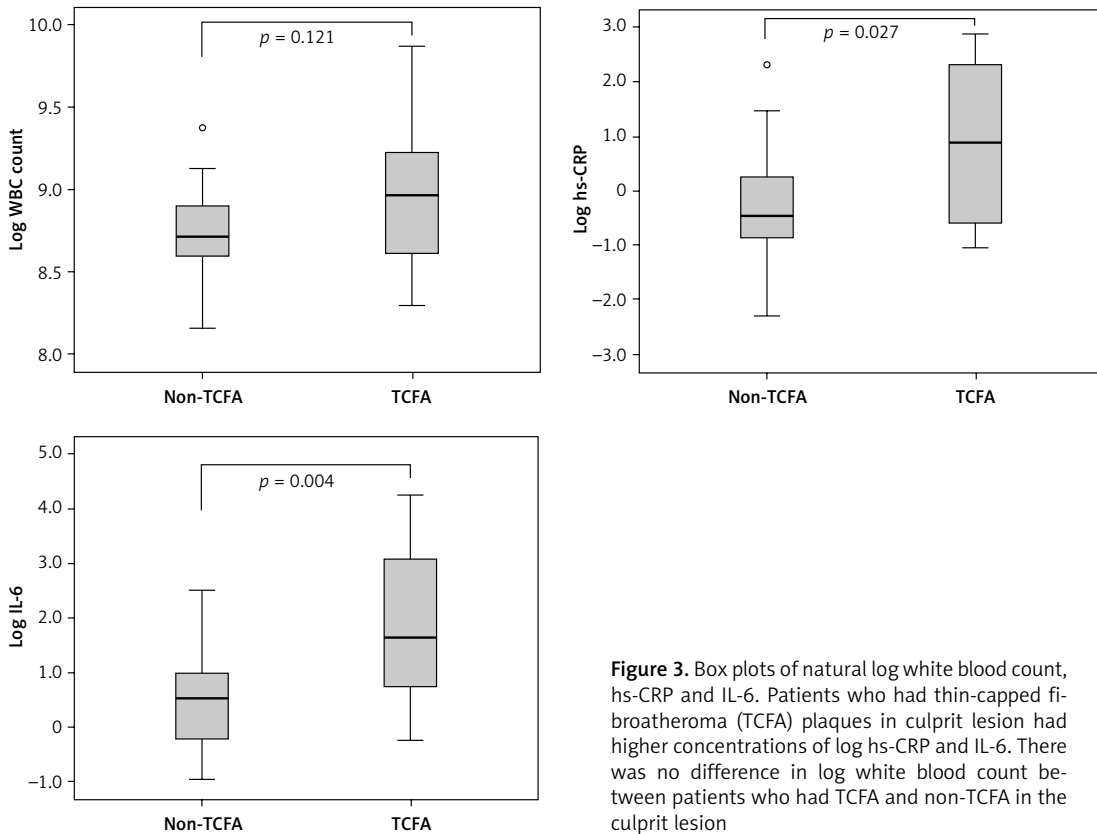 10.0
9.5
9.0
8.5
8.0
Log WBC count
p = 0.121
Non-TCFA TCFA
3.0
2.0
1.0
0
−1.0
−2.0
−3.0
Log hs-CRP
p = 0.027
Non-TCFA TCFA
5.0
4.0
3.0
2.0
1.0
0
−1.0
Log IL-6
p = 0.004
Non-TCFA TCFA
Figure 3. Box plots of natural log white blood count,
hs-CRP and IL-6. Patients who had thin-capped fi-
broatheroma (TCFA) plaques in culprit lesion had
higher concentrations of log hs-CRP and IL-6. There
was no difference in log white blood count be-
tween patients who had TCFA and non-TCFA in the
culprit lesion